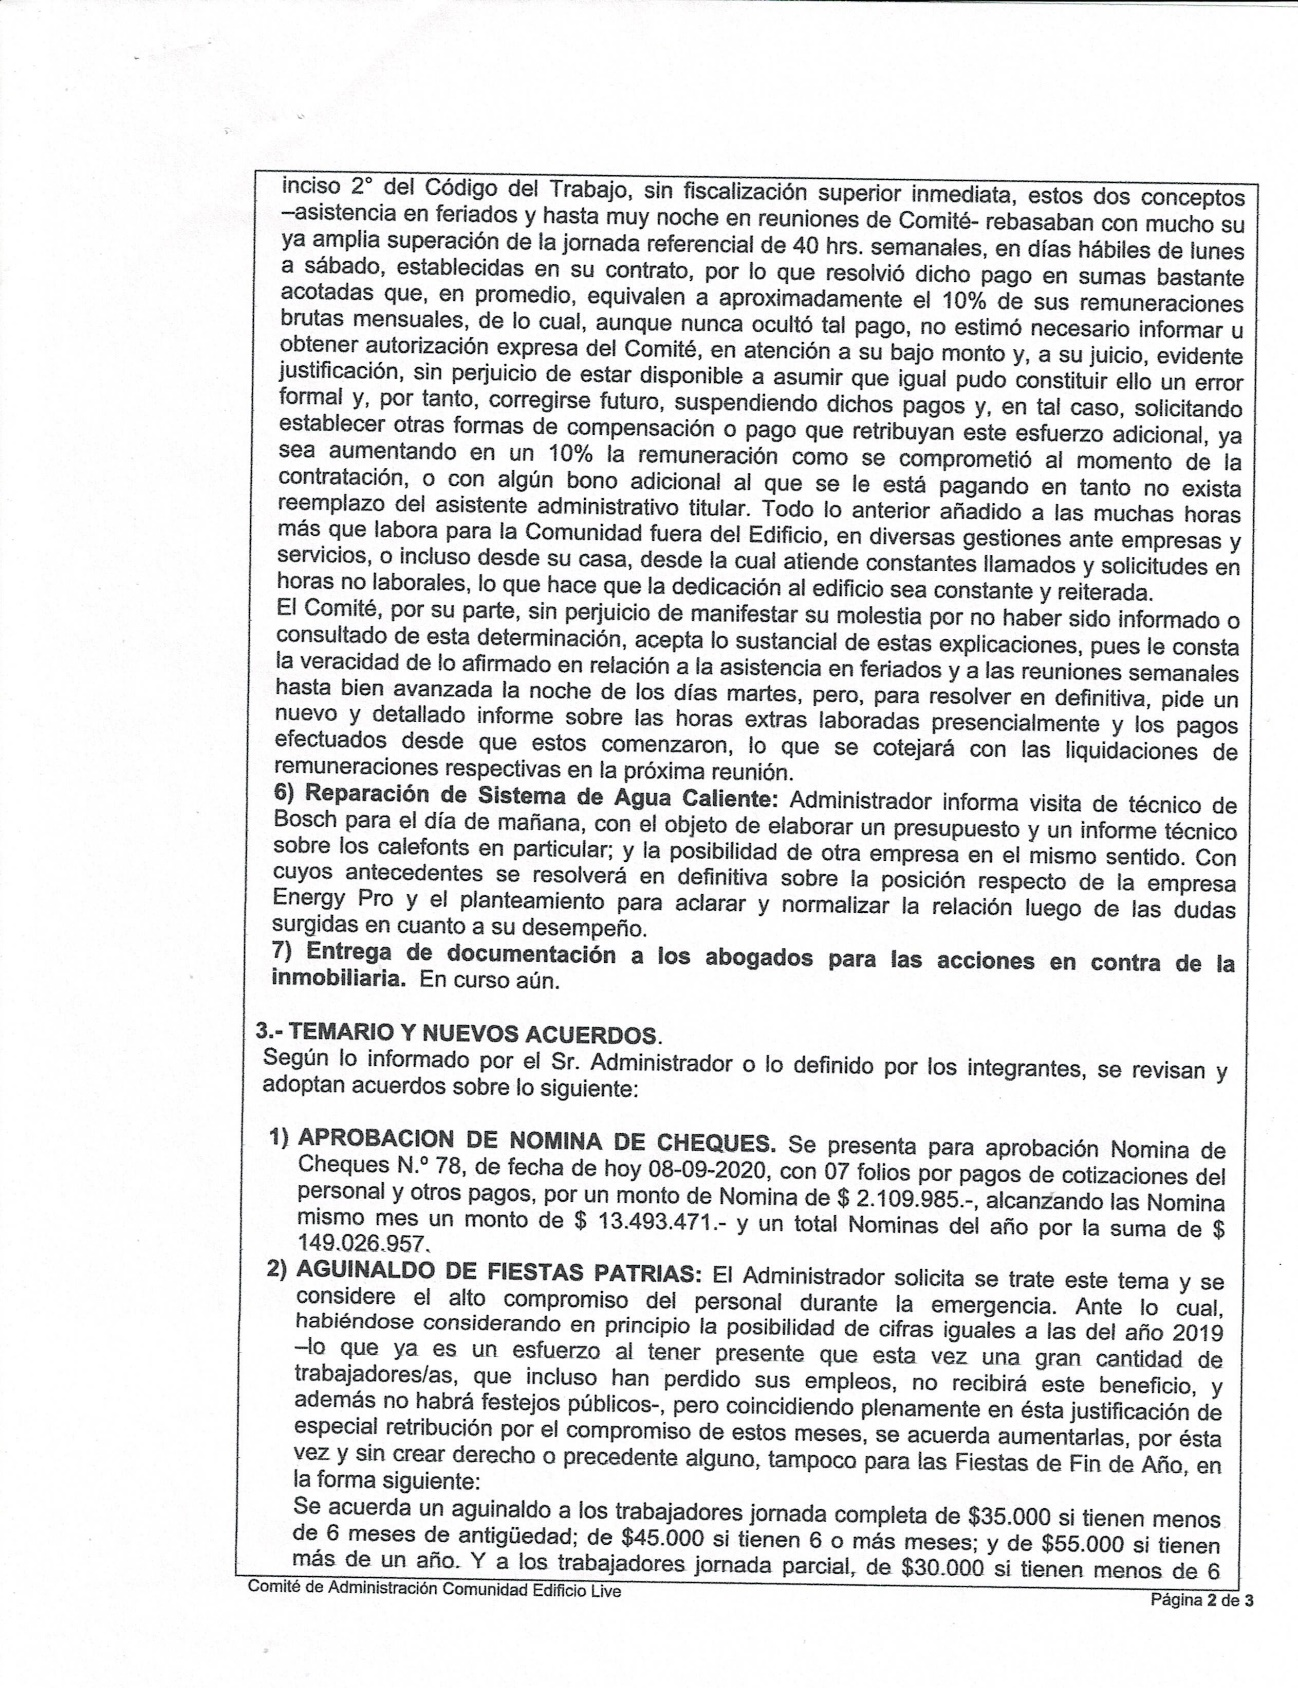 inciso 2° del Código del Trabajo, sin fiscalización superior inmediata, estos dos conceptos
–asistencia en feriados y hasta muy noche en reuniones de Comité- rebasaban con mucho su
ya amplia superación de la jornada referencial de 40 hrs. semanales, en días hábiles de lunes
a sábado, establecidas en su contrato, por lo que resolvió dicho pago en sumas bastante
acotadas que, en promedio, equivalen a aproximadamente el 10% de sus remuneraciones
brutas mensuales, de lo cual, aunque nunca ocultó tal pago, no estimó necesario informar u
obtener autorización expresa del Comité, en atención a su bajo monto y, a su juicio, evidente
justificación, sin perjuicio de estar disponible a asumir que igual pudo constituir ello un error
formal y, por tanto, corregirse futuro, suspendiendo dichos pagos y, en tal caso, solicitando
establecer otras formas de compensación o pago que retribuyan este esfuerzo adicional, ya
sea aumentando en un 10% la remuneración como se comprometió al momento de la
contratación, o con algún bono adicional al que se le está pagando en tanto no exista
reemplazo del asistente administrativo titular. Todo lo anterior añadido a las muchas horas
más que labora para la Comunidad fuera del Edificio, en diversas gestiones ante empresas y
servicios, o incluso desde su casa, desde la cual atiende constantes llamados y solicitudes en
horas no laborales, lo que hace que la dedicación al edificio sea constante y reiterada.
El Comité, por su parte, sin perjuicio de manifestar su molestia por no haber sido informado o
consultado de esta determinación, acepta lo sustancial de estas explicaciones, pues le consta
la veracidad de lo afirmado en relación a la asistencia en feriados y a las reuniones semanales
hasta bien avanzada la noche de los días martes, pero, para resolver en definitiva, pide un
nuevo y detallado informe sobre las horas extras laboradas presencialmente y los pagos
efectuados desde que estos comenzaron, lo que se cotejará con las liquidaciones de
remuneraciones respectivas en la próxima reunión.
6) Reparación de Sistema de Agua Caliente: Administrador informa visita de técnico de
Bosch para el día de mañana, con el objeto de elaborar un presupuesto y un informe técnico
sobre los calefonts en particular; y la posibilidad de otra empresa en el mismo sentido. Con
cuyos antecedentes se resolverá en definitiva sobre la posición respecto de la empresa
Energy Pro y el planteamiento para aclarar y normalizar la relación luego de las dudas
surgidas en cuanto a su desempeño.
7) Entrega de documentación a los abogados para las acciones en contra de la
inmobiliaria. En curso aún.
3.- TEMARIO Y NUEVOS ACUERDOS.
Según lo informado por el Sr. Administrador o lo definido por los integrantes, se revisan y
adoptan acuerdos sobre lo siguiente:
1) APROBACION DE NOMINA DE CHEQUES. Se presenta para aprobación Nomina de
Cheques N.º 78, de fecha de hoy 08-09-2020, con 07 folios por pagos de cotizaciones del
personal y otros pagos, por un monto de Nomina de $ 2.109.985.-, alcanzando las Nomina
mismo mes un monto de $ 13.493.471.- y un total Nominas del año por la suma de $
149.026.957.
2) AGUINALDO DE FIESTAS PATRIAS: El Administrador solicita se trate este tema y se
considere el alto compromiso del personal durante la emergencia. Ante lo cual,
habiéndose considerando en principio la posibilidad de cifras iguales a las del año 2019
–lo que ya es un esfuerzo al tener presente que esta vez una gran cantidad de
trabajadores/as, que incluso han perdido sus empleos, no recibirá este beneficio, y
además no habrá festejos públicos-, pero coincidiendo plenamente en ésta justificación de
especial retribución por el compromiso de estos meses, se acuerda aumentarlas, por ésta
vez y sin crear derecho o precedente alguno, tampoco para las Fiestas de Fin de Año, en
la forma siguiente:
Se acuerda un aguinaldo a los trabajadores jornada completa de $35.000 si tienen menos
de 6 meses de antigüedad; de $45.000 si tienen 6 o más meses; y de $55.000 si tienen
más de un año. Y a los trabajadores jornada parcial, de $30.000 si tienen menos de 6
Comité de Administración Comunidad Edificio Live
Página 2 de 3